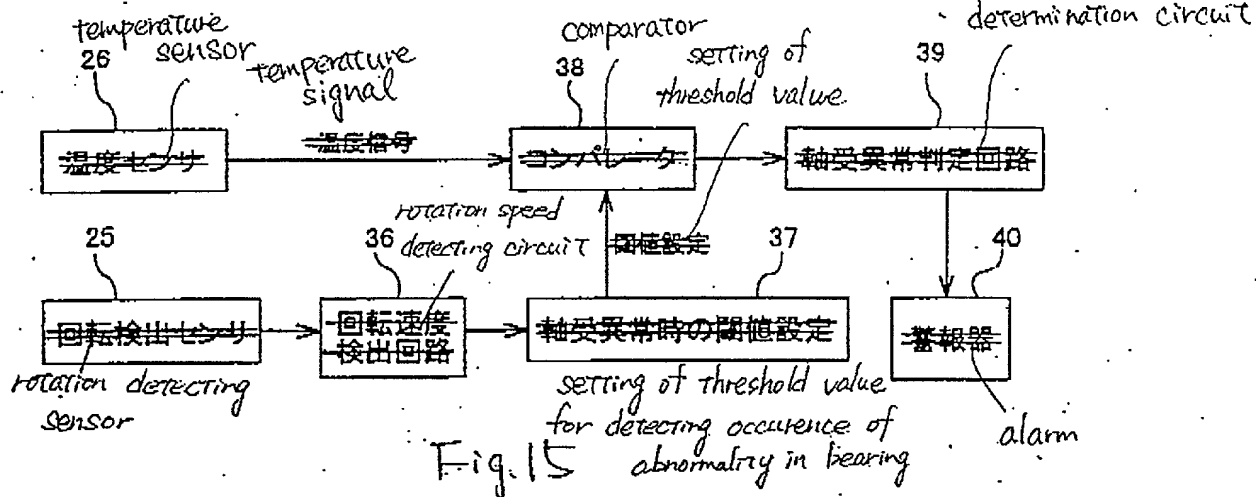 temperature
sensor
26
temperature
signal
comparator
38
setting of
threshold value
determination circuit
39
温度センサ
温度信号
コンパレータ
軸受異常判定回路
rotation speed
detecting circuit
25
36
閾値設定
37
40
回転検出センサ
回転速度
検出回路
軸受異常時の閾値設定
警報器
rotation detecting
sensor
setting of threshold value
for detecting occurence of
abnormality in bearing
alarm
Fig.15